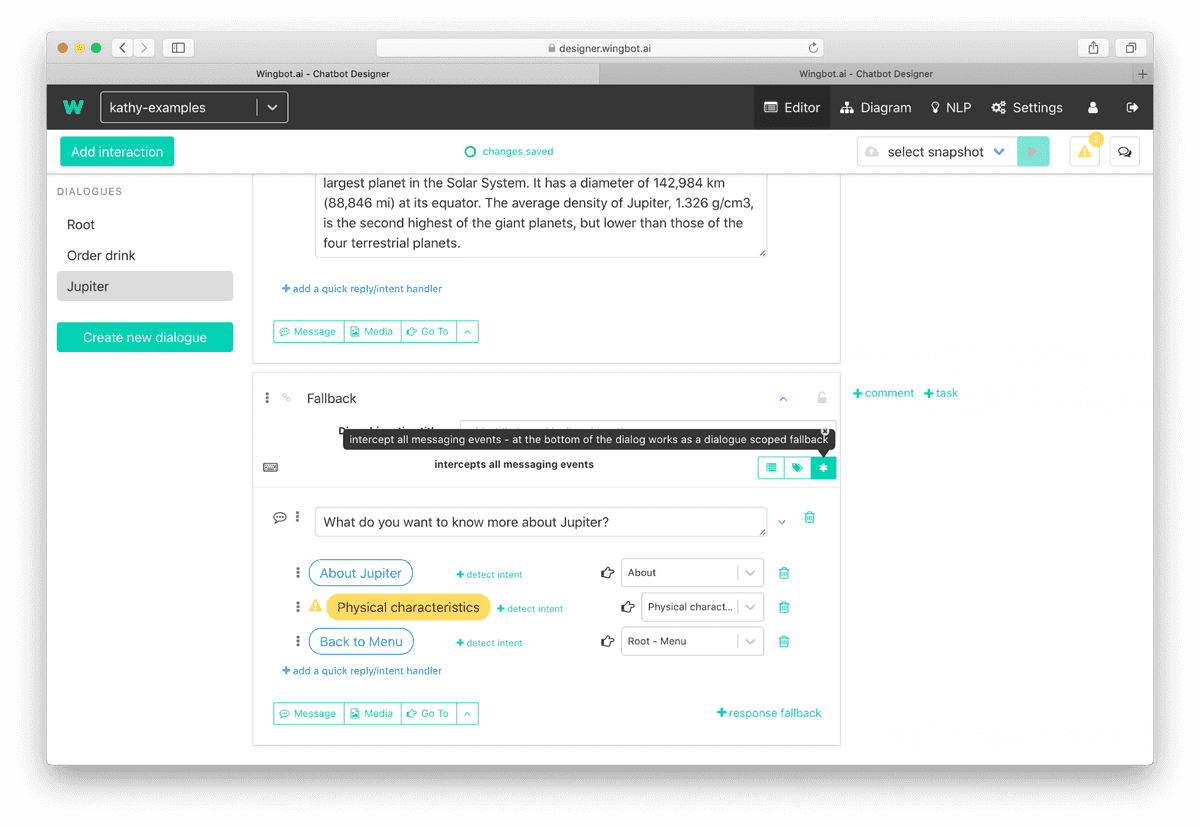 designer.wingbot.ai
Wingbot.ai - Chatbot Designer
Wingbot.ai - Chatbot Designer
W
kathy-examples
Editor
Diagram
NLP
Settings
Add interaction
changes saved
select snapshot
2
DIALOGUES
Root
Order drink
Jupiter
Create new dialogue
largest planet in the Solar System. It has a diameter of 142,984 km
(88,846 mi) at its equator. The average density of Jupiter, 1.326 g/cm3,
is the second highest of the giant planets, but lower than those of the
four terrestrial planets.
+ add a quick reply/intent handler
Message
Media
Go To
Fallback
+ comment
+ task
intercept all messaging events - at the bottom of the dialog works as a dialogue scoped fallback
intercepts all messaging events
What do you want to know more about Jupiter?
About Jupiter
+ detect intent
About
Physical characteristics
+ detect intent
Physical charact...
Back to Menu
+ detect intent
Root - Menu
+ add a quick reply/intent handler
Message
Media
Go To
+ response fallback